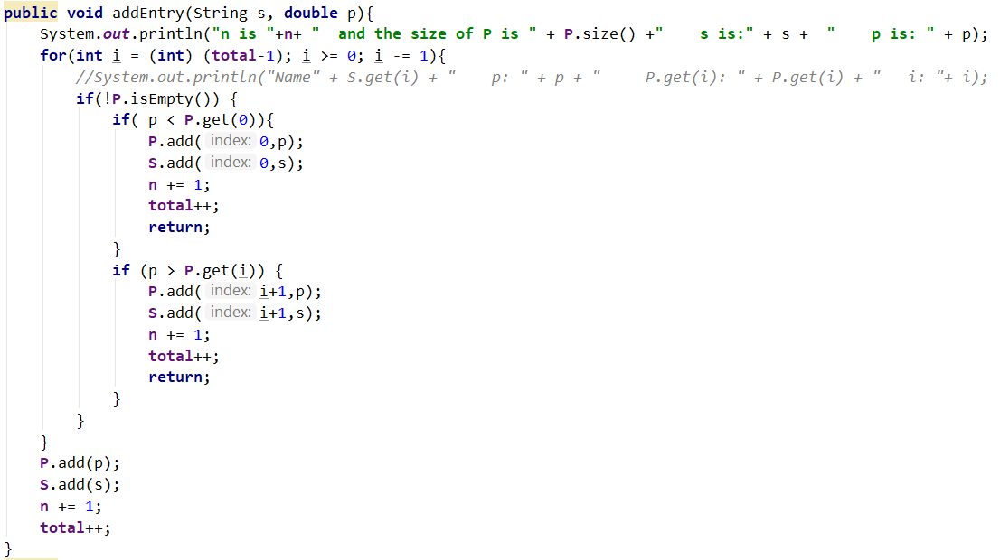 public void addEntry(String s, double p){
    System.out.println("n is "+n+ "  and the size of P is " + P.size() +"    s is:" + s +  "    p is: " + p);
    for(int i = (int) (total-1); i >= 0; i -= 1){
        //System.out.println("Name" + S.get(i) + "    p: " + p + "     P.get(i): " + P.get(i) + "   i: "+ i);
        if(!P.isEmpty()) {
            if( p < P.get(0)){
                P.add( index: 0,p);
                S.add( index: 0,s);
                n += 1;
                total++;
                return;
            }
            if (p > P.get(i)) {
                P.add( index: i+1,p);
                S.add( index: i+1,s);
                n += 1;
                total++;
                return;
            }
        }
    }
    P.add(p);
    S.add(s);
    n += 1;
    total++;
}